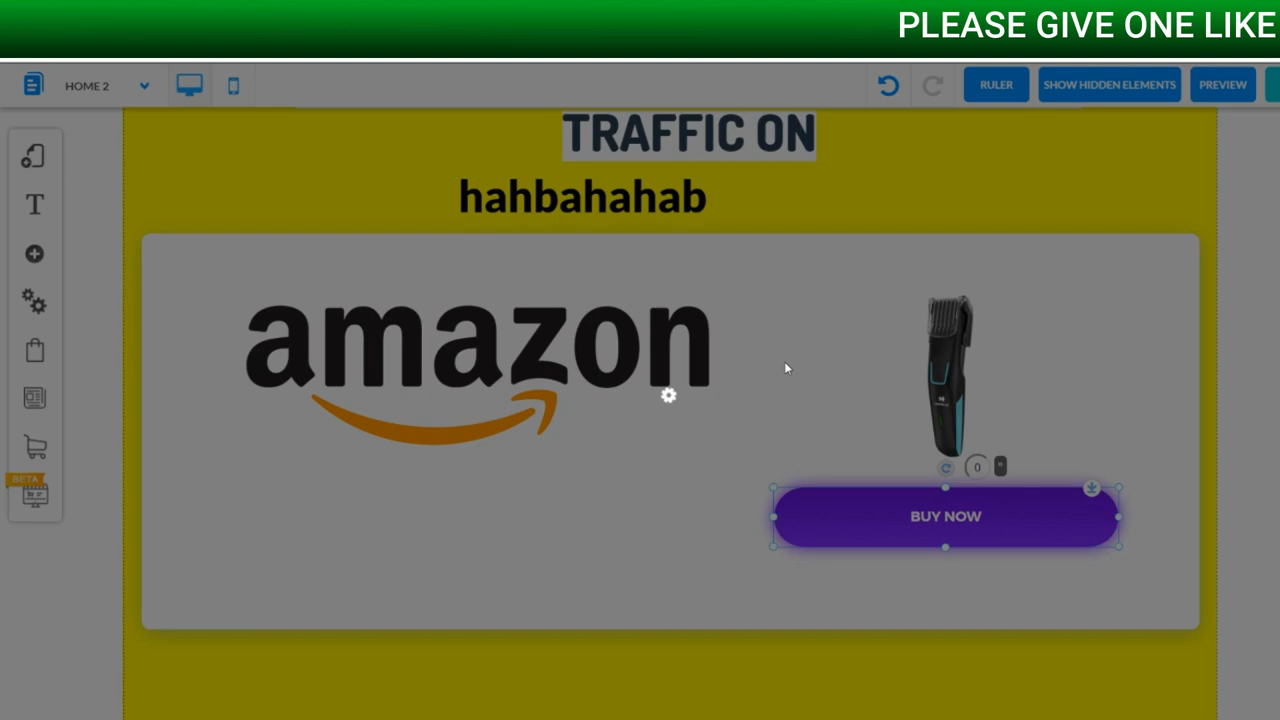 PLEASE GIVE ONE LIKE
HOME 2
RULER
SHOW HIDDEN ELEMENTS
PREVIEW
TRAFFIC ON
T
hahbahahab
amazon
BETA
0
BUY NOW